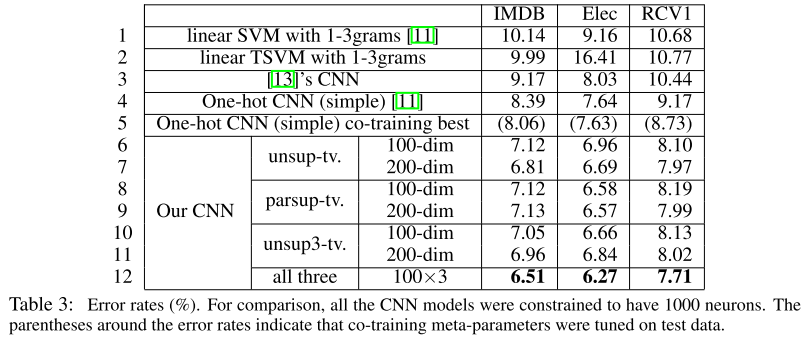 IMDB Elec RCV1
1 linear SVM with 1-3grams [11] 10.14 9.16 10.68
2 linear TSVM with 1-3grams 9.99 16.41 10.77
3 [13]'s CNN 9.17 8.03 10.44
4 One-hot CNN (simple) [11] 8.39 7.64 9.17
5 One-hot CNN (simple) co-training best (8.06) (7.63) (8.73)
6 Our CNN unsup-tv. 100-dim 7.12 6.96 8.10
7 200-dim 6.81 6.69 7.97
8 parsup-tv. 100-dim 7.12 6.58 8.19
9 200-dim 7.13 6.57 7.99
10 unsup3-tv. 100-dim 7.05 6.66 8.13
11 200-dim 6.96 6.84 8.02
12 all three 100×3 6.51 6.27 7.71
Table 3: Error rates (%). For comparison, all the CNN models were constrained to have 1000 neurons. The
parentheses around the error rates indicate that co-training meta-parameters were tuned on test data.